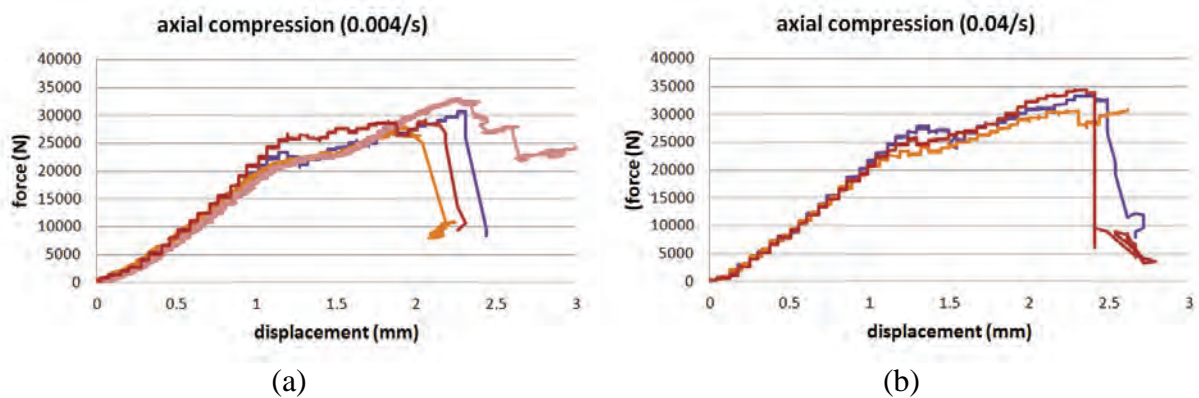 axial compression (0.004/s)
40000
35000
30000
25000
20000
15000
10000
5000
0
force (N)
0 0.5 1 1.5 2 2.5 3
displacement (mm)
(a)
axial compression (0.04/s)
40000
35000
30000
25000
20000
15000
10000
5000
0
(force (N)
0 0.5 1 1.5 2 2.5 3
displacement (mm)
(b)